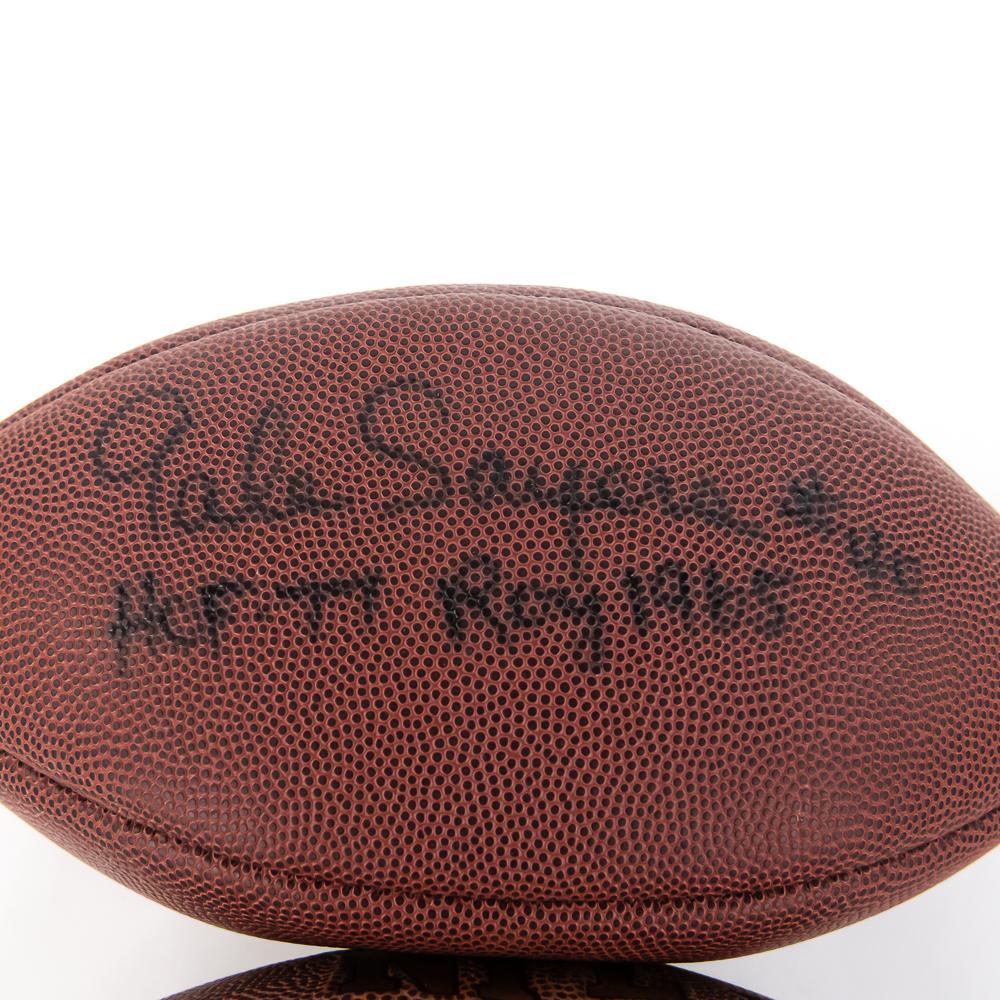 Gale Sayers #40
HOF-77 ROY 1965